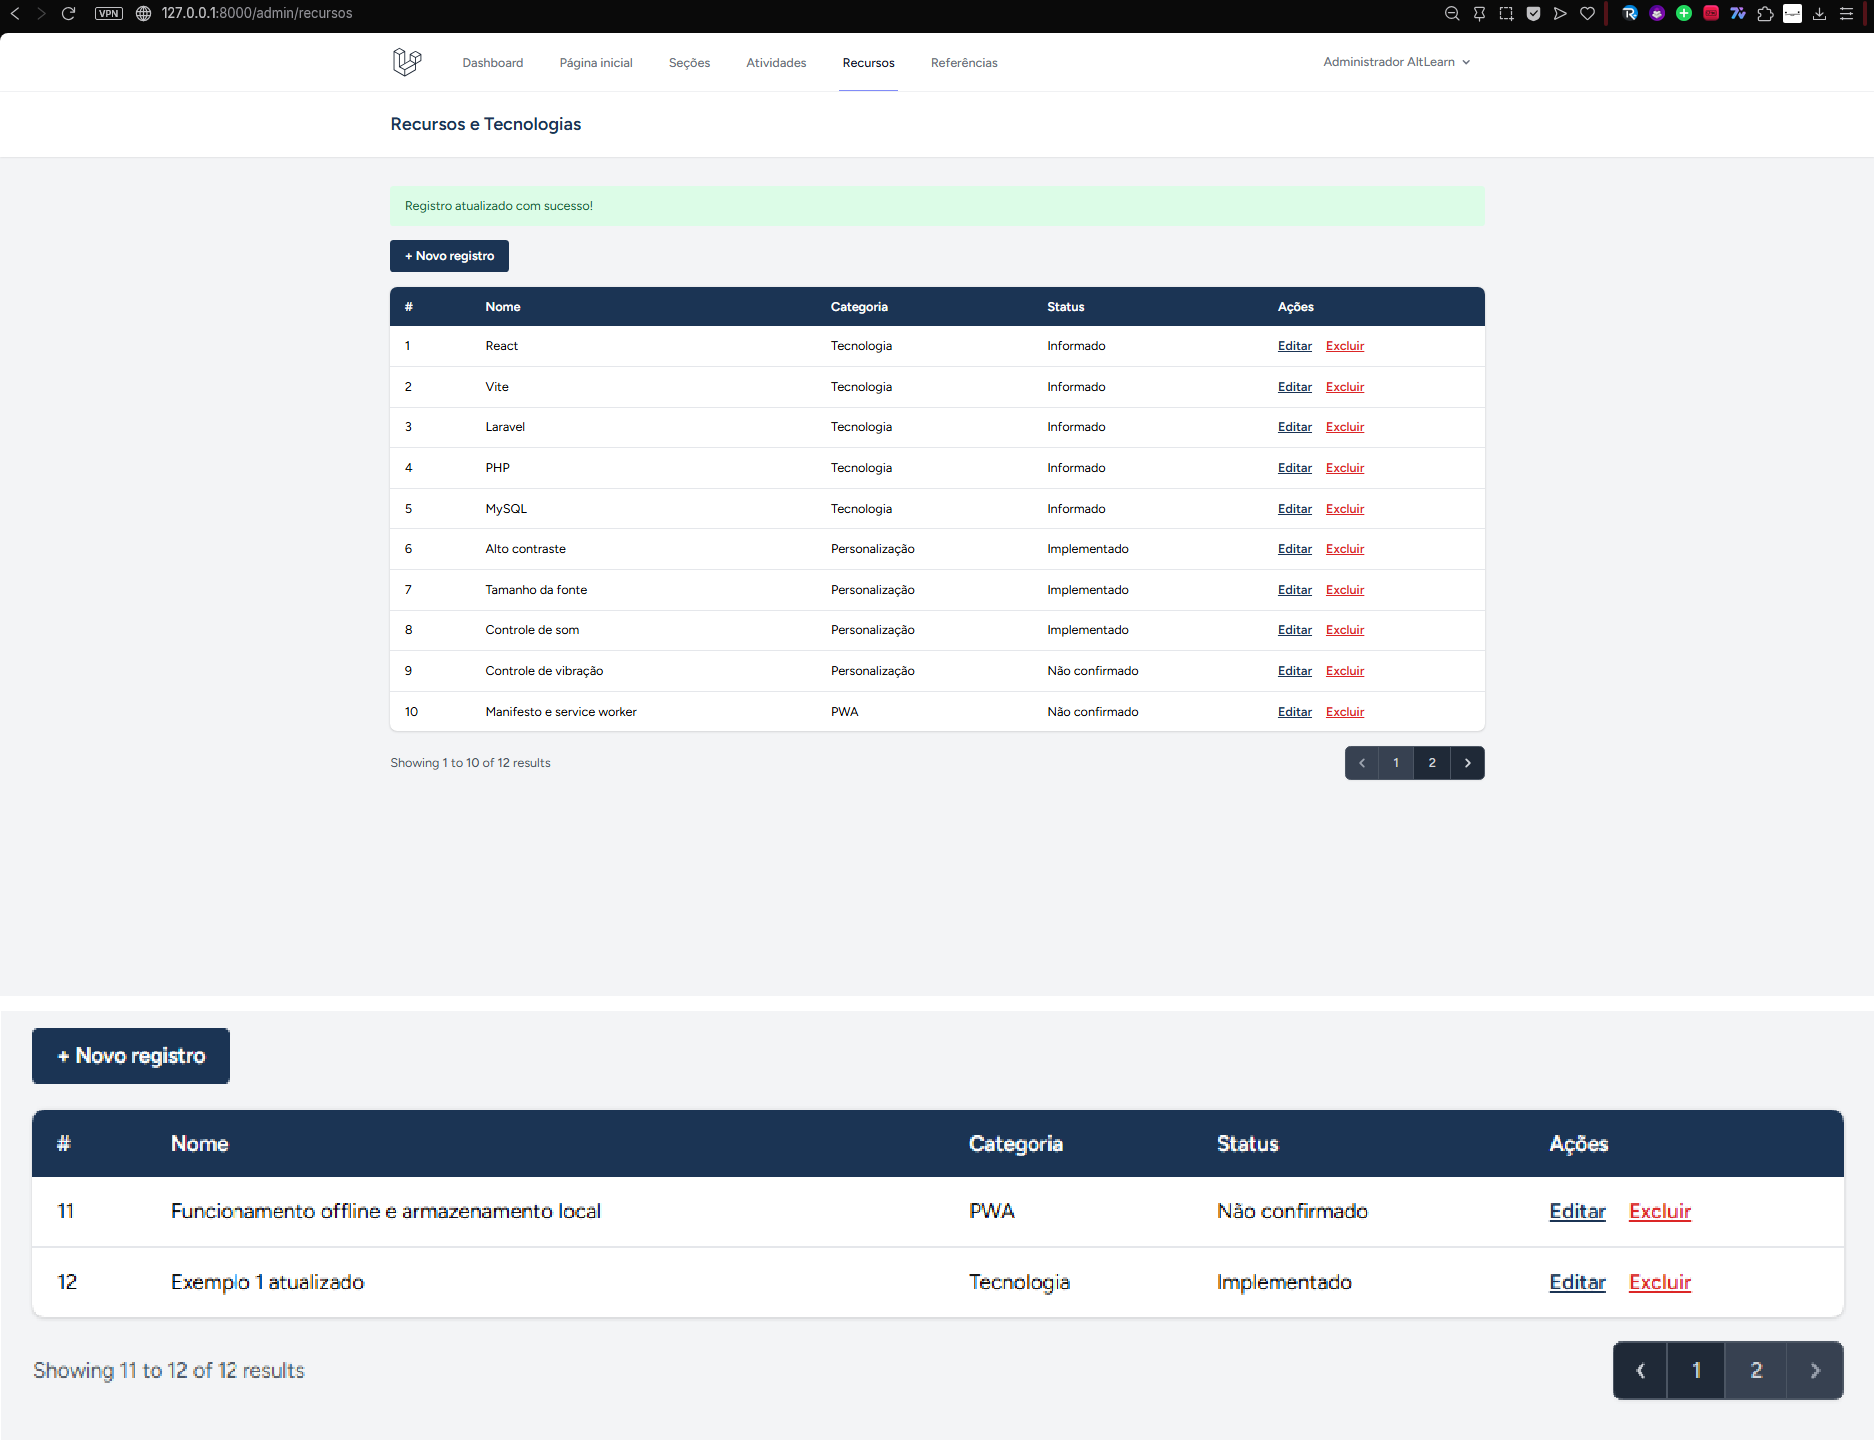 VPN 127.0.0.1:8000/admin/recursos
Dashboard Página inicial Seções Atividades Recursos Referências Administrador AltLearn
Recursos e Tecnologias
Registro atualizado com sucesso!
+ Novo registro
# Nome Categoria Status Ações
1 React Tecnologia Informado Editar Excluir
2 Vite Tecnologia Informado Editar Excluir
3 Laravel Tecnologia Informado Editar Excluir
4 PHP Tecnologia Informado Editar Excluir
5 MySQL Tecnologia Informado Editar Excluir
6 Alto contraste Personalização Implementado Editar Excluir
7 Tamanho da fonte Personalização Implementado Editar Excluir
8 Controle de som Personalização Implementado Editar Excluir
9 Controle de vibração Personalização Não confirmado Editar Excluir
10 Manifesto e service worker PWA Não confirmado Editar Excluir
Showing 1 to 10 of 12 results 1 2
+ Novo registro
# Nome Categoria Status Ações
11 Funcionamento offline e armazenamento local PWA Não confirmado Editar Excluir
12 Exemplo 1 atualizado Tecnologia Implementado Editar Excluir
Showing 11 to 12 of 12 results 1 2